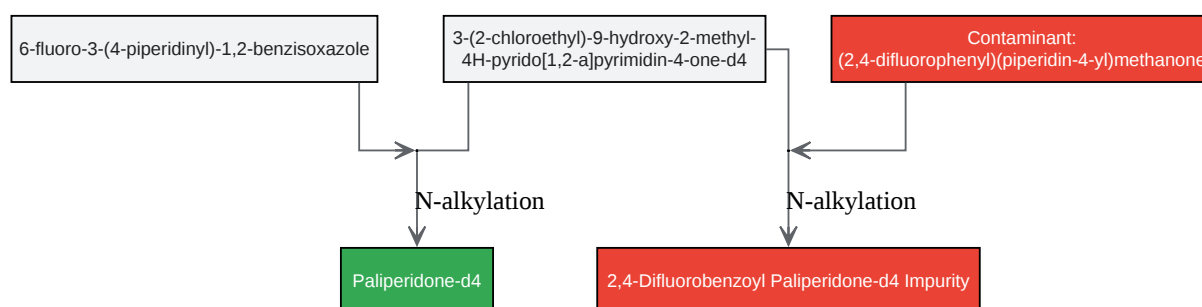 6-fluoro-3-(4-piperidinyl)-1,2-benzisoxazole
3-(2-chloroethyl)-9-hydroxy-2-methyl-
4H-pyrido[1,2-a]pyrimidin-4-one-d4
Contaminant:
(2,4-difluorophenyl)(piperidin-4-yl)methanone
N-alkylation
N-alkylation
Paliperidone-d4
2,4-Difluorobenzoyl Paliperidone-d4 Impurity